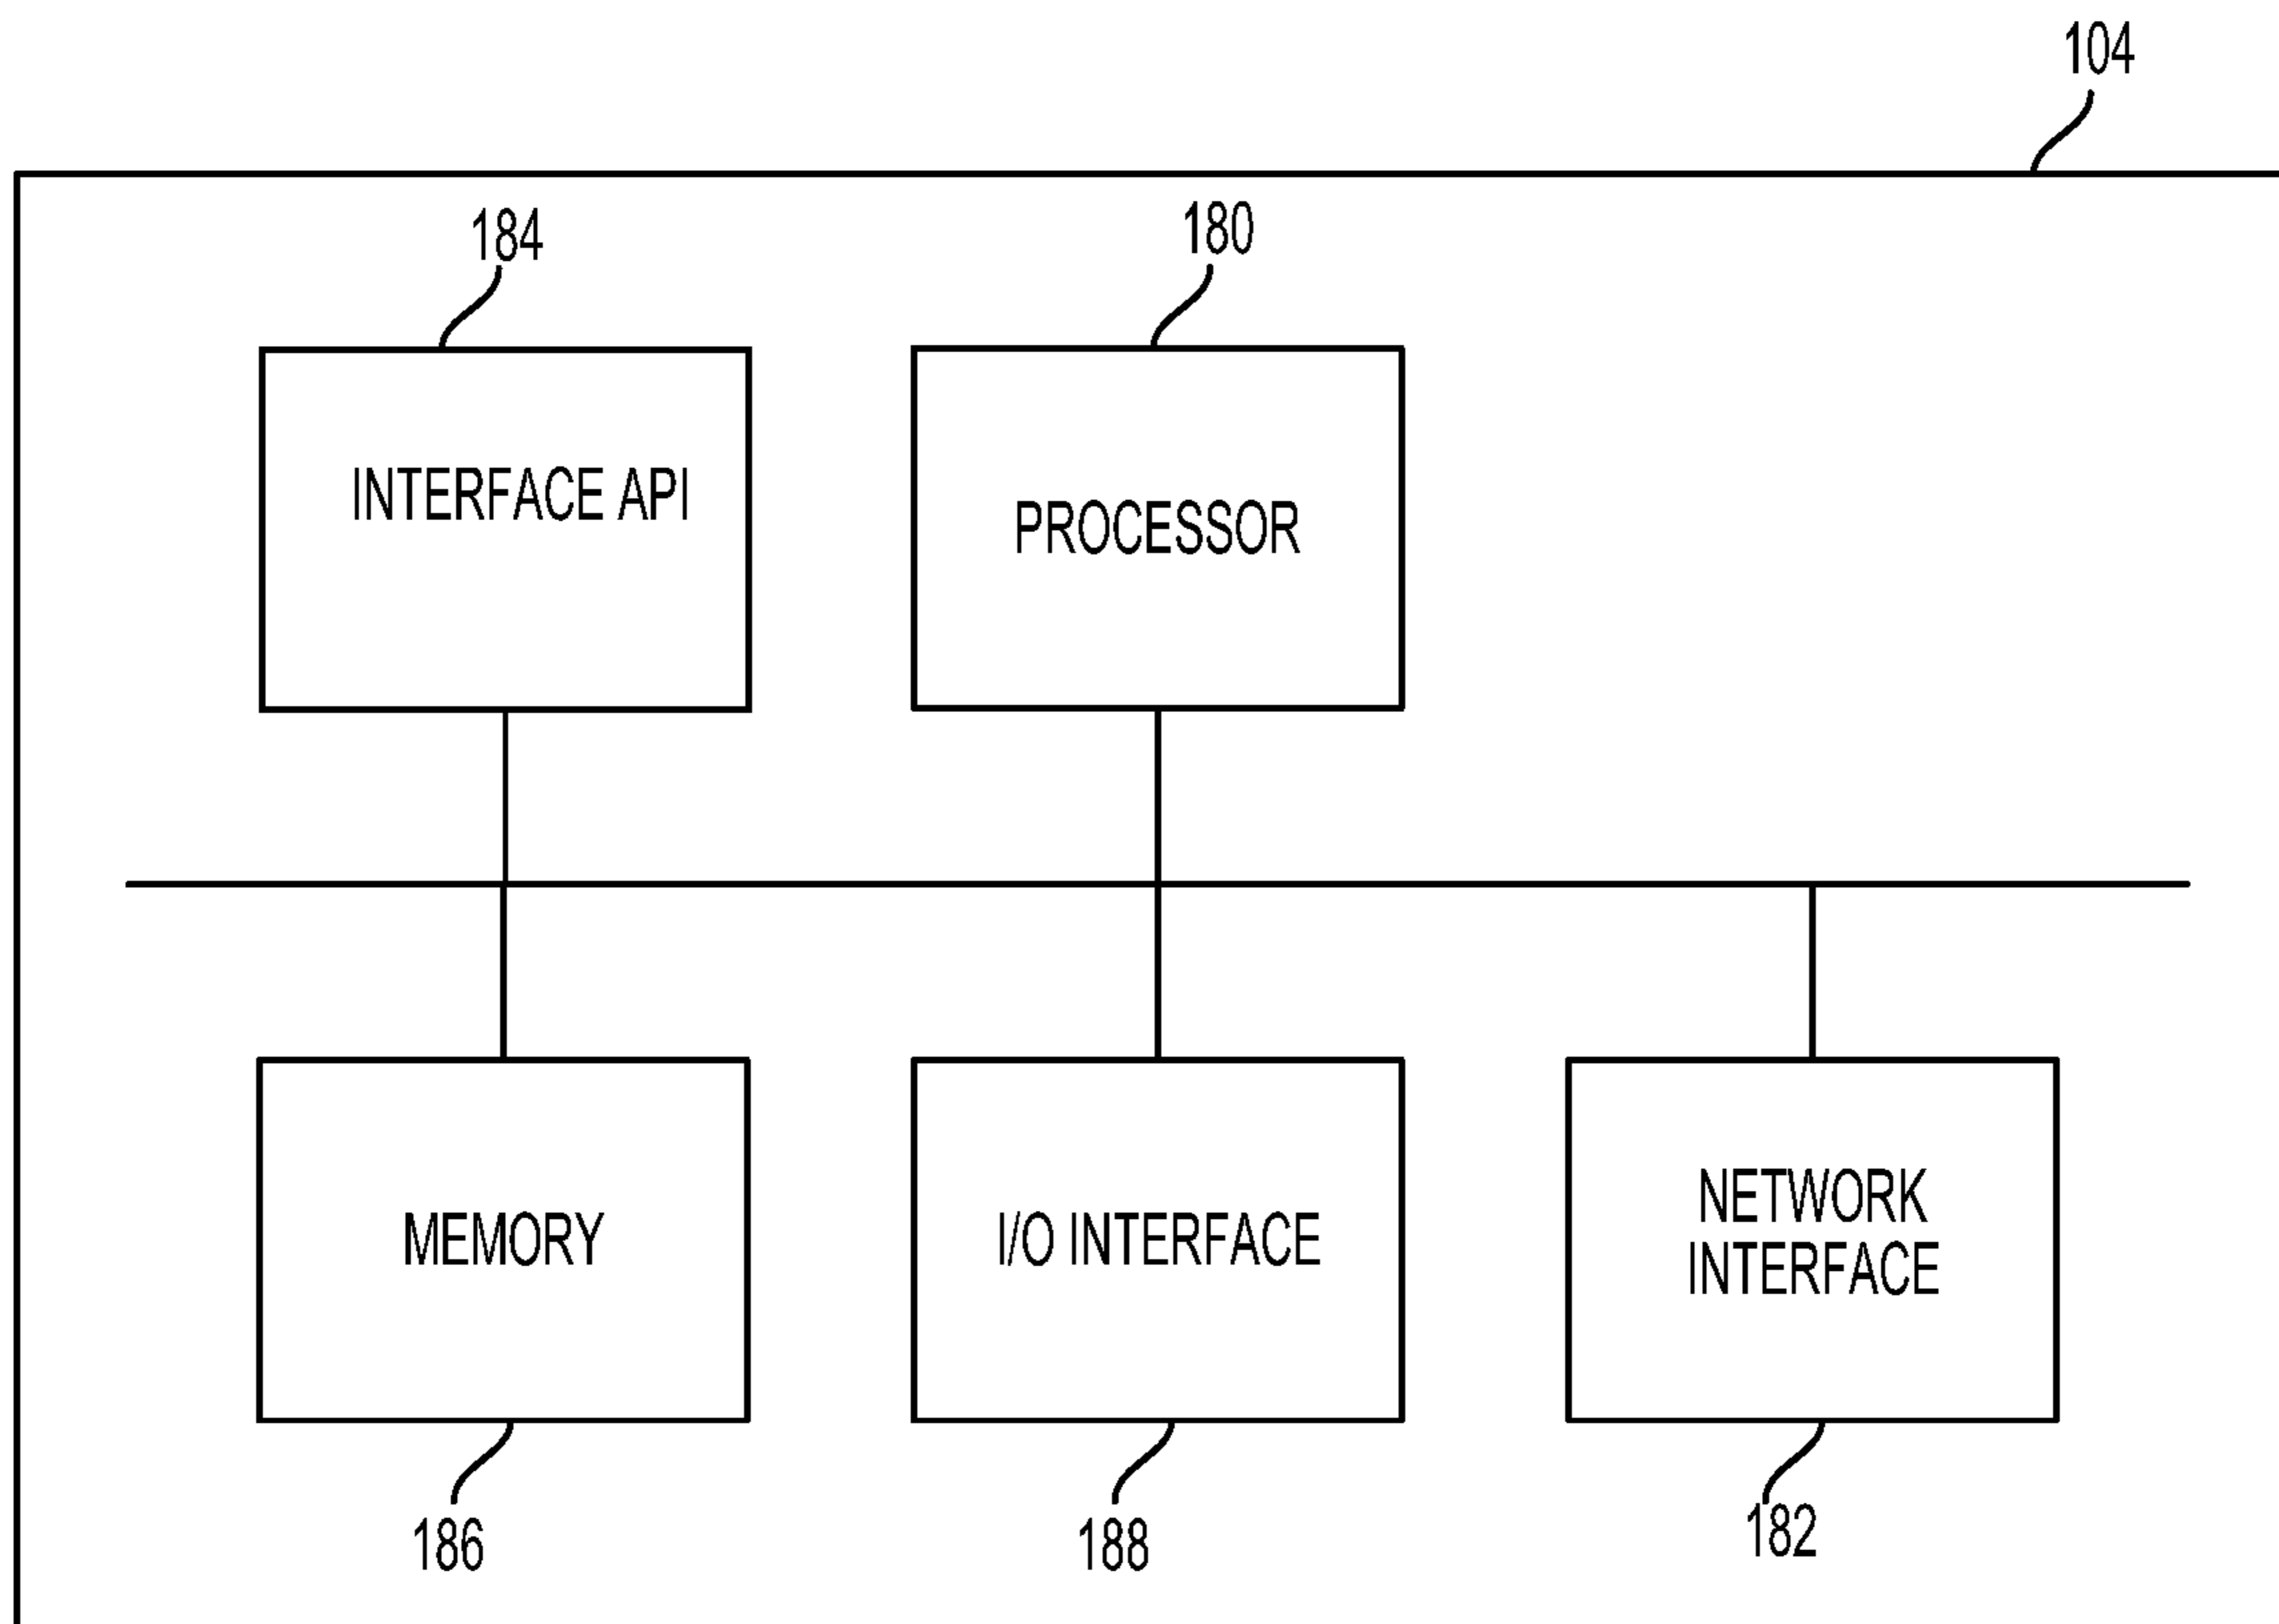 104
184
180
INTERFACE API
PROCESSOR
MEMORY
I/O INTERFACE
NETWORK
INTERFACE
186
188
182